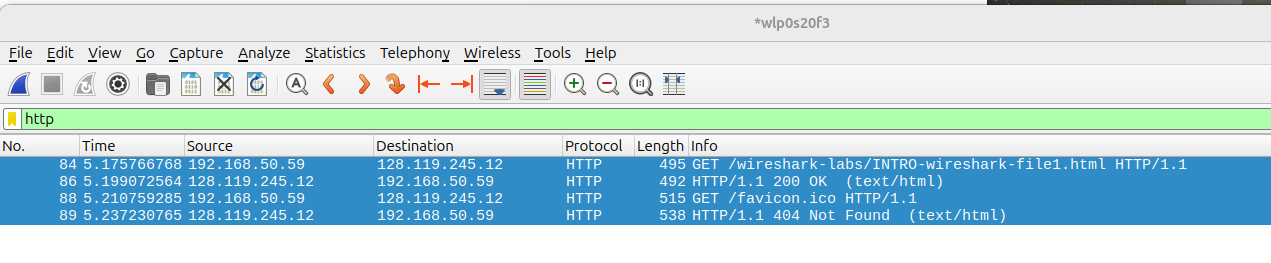 *wlp0s20f3
File Edit View Go Capture Analyze Statistics Telephony Wireless Tools Help
http
No. Time Source Destination Protocol Length Info
84 5.175766768 192.168.50.59 128.119.245.12 HTTP 495 GET /wireshark-labs/INTRO-wireshark-file1.html HTTP/1.1
86 5.199072564 128.119.245.12 192.168.50.59 HTTP 492 HTTP/1.1 200 OK (text/html)
88 5.210759285 192.168.50.59 128.119.245.12 HTTP 515 GET /favicon.ico HTTP/1.1
89 5.237230765 128.119.245.12 192.168.50.59 HTTP 538 HTTP/1.1 404 Not Found (text/html)